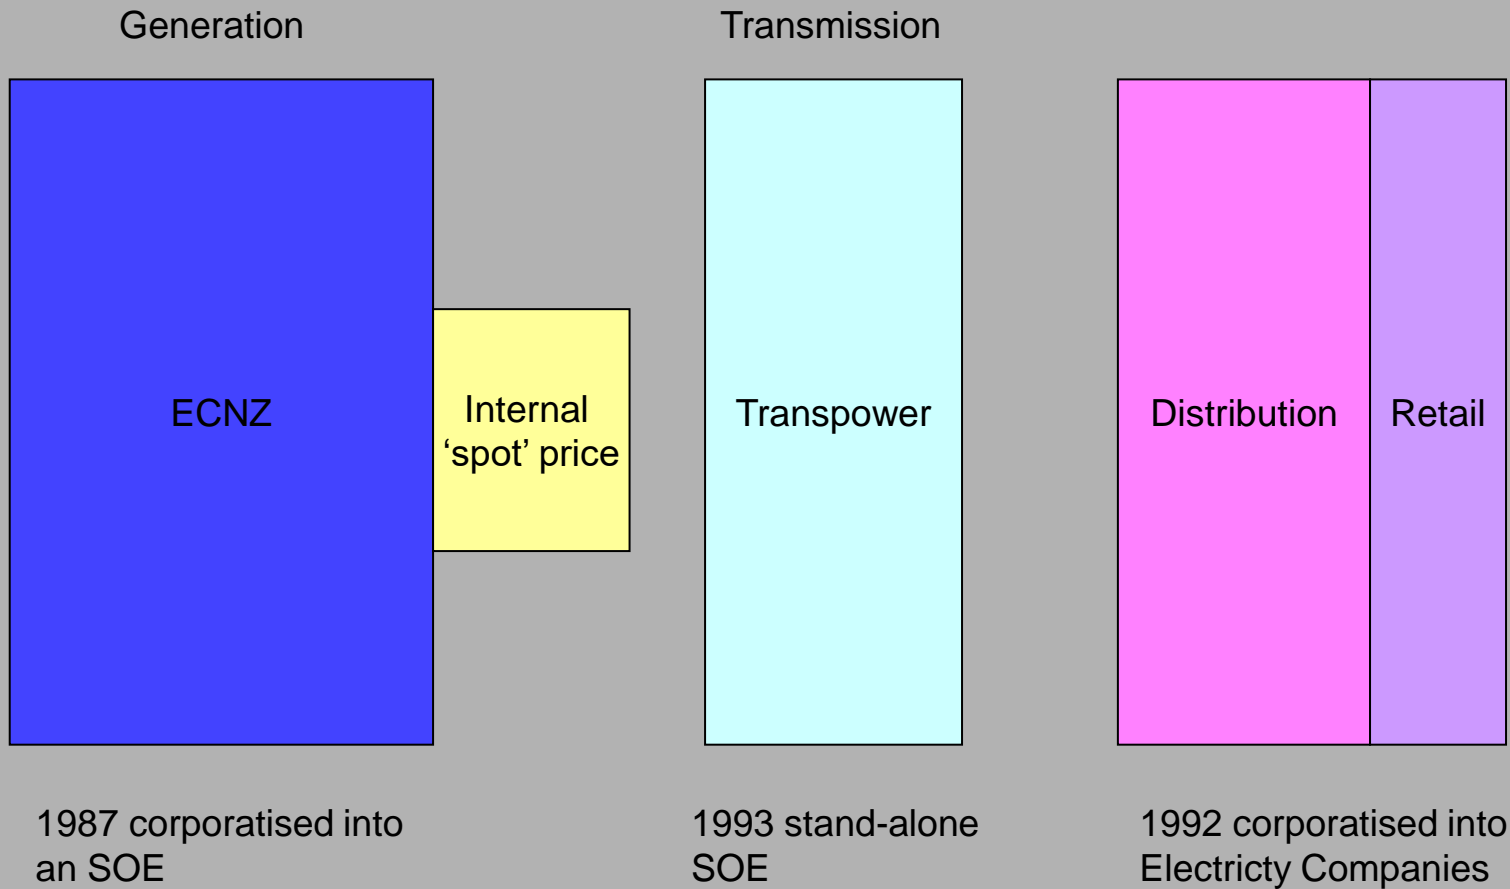 Generation
Transmission
ECNZ
Internal
‘spot’ price
Transpower
Distribution
Retail
1987 corporatised into
an SOE
1993 stand-alone
SOE
1992 corporatised into
Electricty Companies